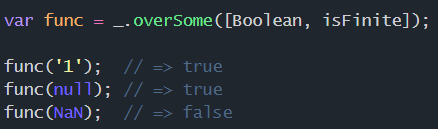 var func = _.overSome([Boolean, isFinite]);
func('1');  // => true
func(null); // => true
func(NaN);  // => false